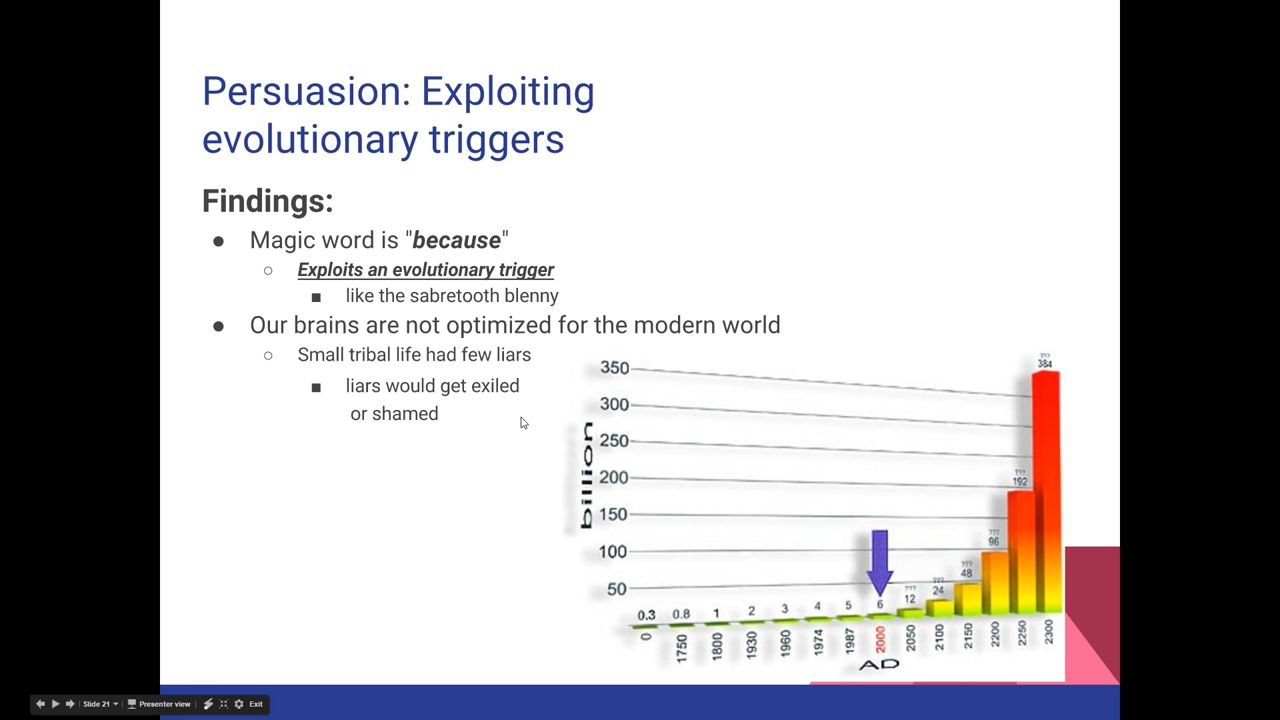 Persuasion: Exploiting
evolutionary triggers
Findings:
● Magic word is "because"
○ Exploits an evolutionary trigger
■ like the sabretooth blenny
● Our brains are not optimized for the modern world
○ Small tribal life had few liars
■ liars would get exiled
or shamed
350
300
250
200
150
100
50
billion
0.3
0.8
1
2
3
4
5
6
???
12
???
24
???
48
???
96
???
192
???
384
0
1750
1800
1930
1960
1974
1987
2000
2050
2100
2150
2200
2250
2300
AD
Slide 21
Presenter view
Exit